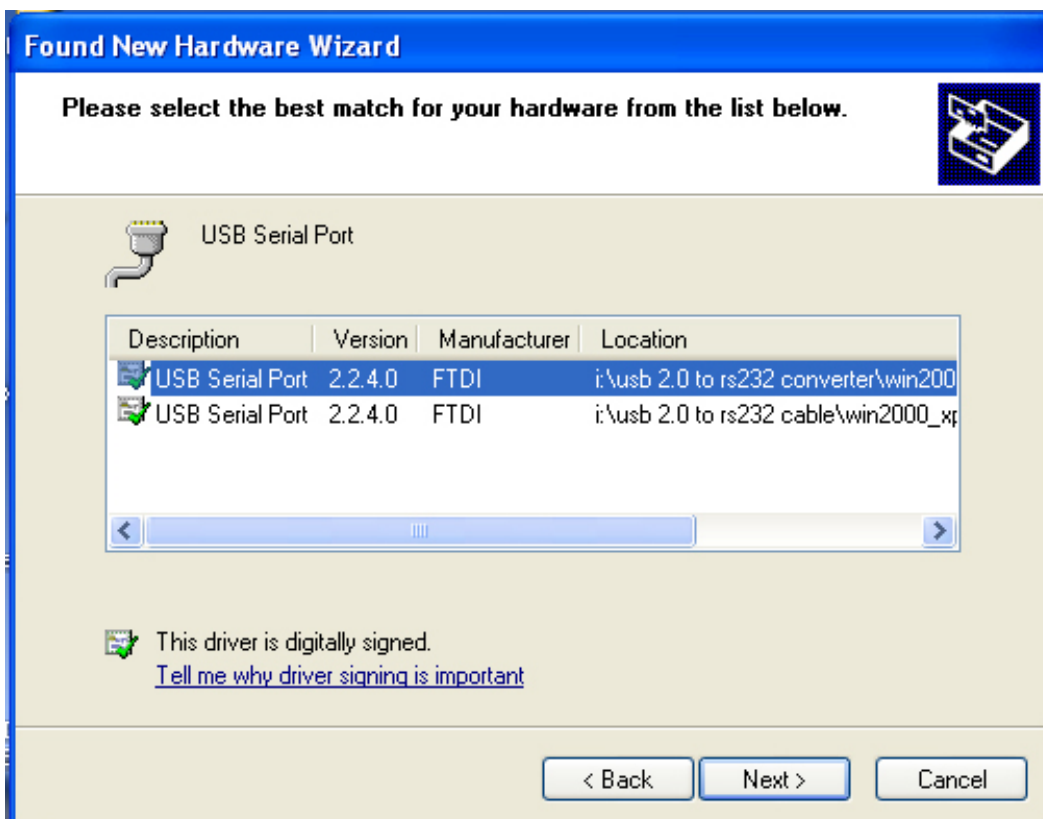 Found New Hardware Wizard
Please select the best match for your hardware from the list below.
USB Serial Port
Description Version Manufacturer Location
USB Serial Port 2.2.4.0 FTDI i:\usb 2.0 to rs232 converter\win200
USB Serial Port 2.2.4.0 FTDI i:\usb 2.0 to rs232 cable\win2000_xp
This driver is digitally signed.
Tell me why driver signing is important
< Back Next > Cancel